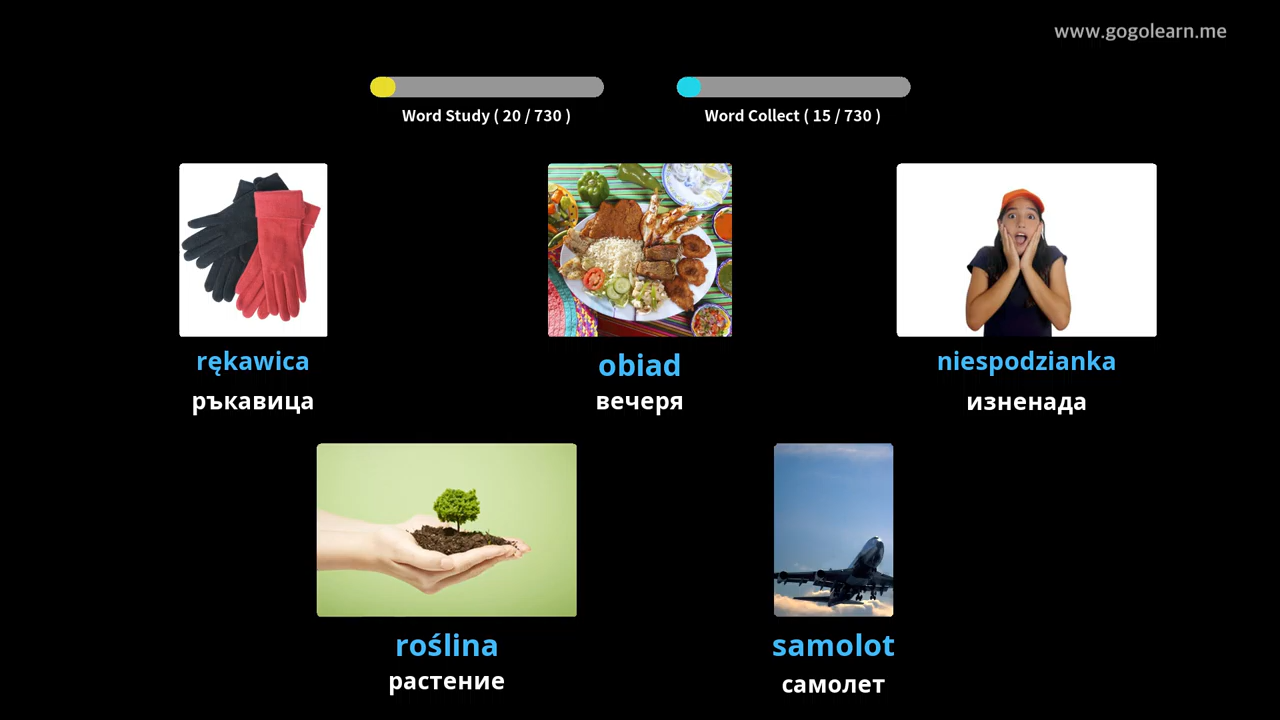 www.gogolearn.me
Word Study ( 20 / 730 )
Word Collect ( 15 / 730 )
rękawica
ръкавица
obiad
вечеря
niespodzianka
изненада
roślina
растение
samolot
самолет